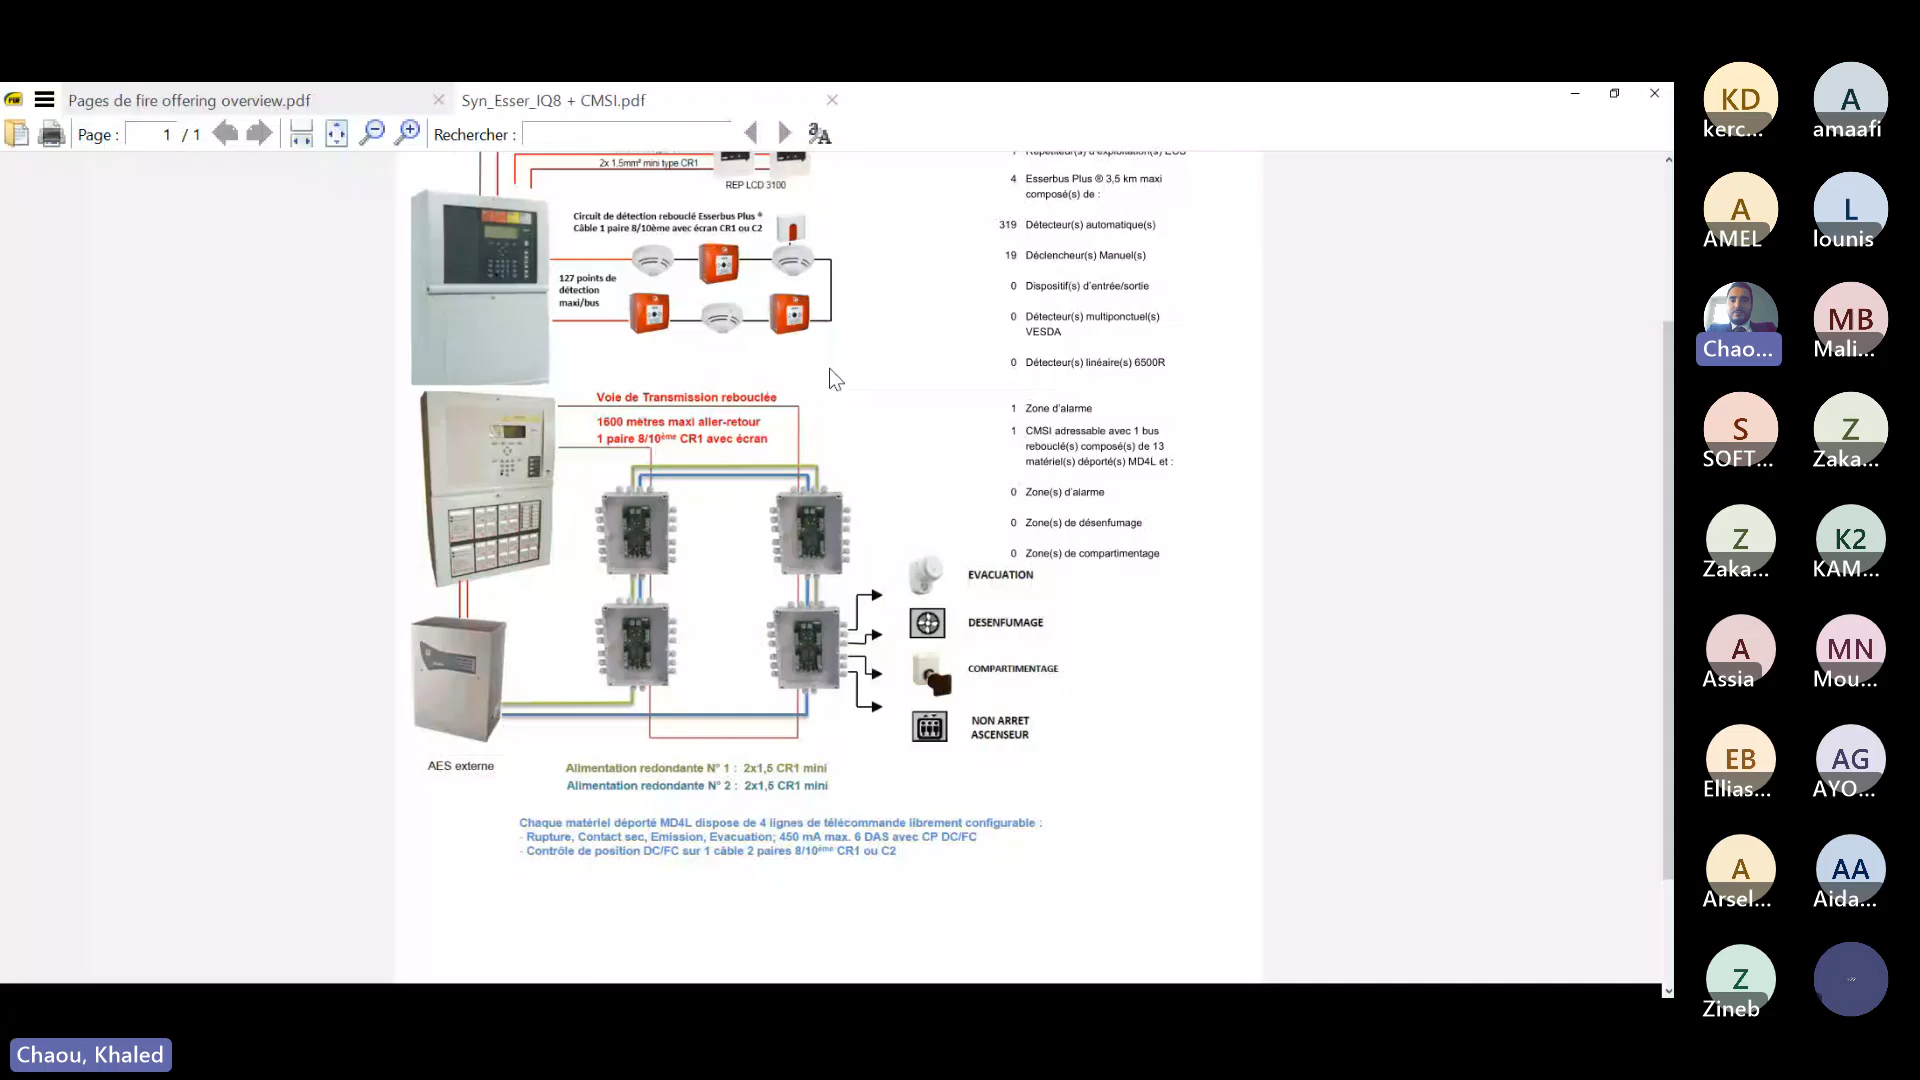 Pages de fire offering overview.pdf
Syn_Esser_IQ8 + CMSI.pdf
Page : 1 / 1
Rechercher :
2x 1.5mm² mini type CR1
REP LCD 3100
Circuit de détection rebouclé Esserbus Plus ®
Câble 1 paire 8/10ème avec écran CR1 ou C2
127 points de
détection
maxi/bus
1 Répétiteur(s) d'exploitation(s) ECS
4 Esserbus Plus ® 3,5 km maxi
composé(s) de :
319 Détecteur(s) automatique(s)
19 Déclencheur(s) Manuel(s)
0 Dispositif(s) d'entrée/sortie
0 Détecteur(s) multiponctuel(s)
VESDA
0 Détecteur(s) linéaire(s) 6500R
1 Zone d'alarme
1 CMSI adressable avec 1 bus
rebouclé(s) composé(s) de 13
matériel(s) déporté(s) MD4L et :
0 Zone(s) d'alarme
0 Zone(s) de désenfumage
0 Zone(s) de compartimentage
Voie de Transmission rebouclée
1600 mètres maxi aller-retour
1 paire 8/10ème CR1 avec écran
EVACUATION
DESENFUMAGE
COMPARTIMENTAGE
NON ARRET
ASCENSEUR
AES externe
Alimentation redondante N° 1 : 2x1,5 CR1 mini
Alimentation redondante N° 2 : 2x1,5 CR1 mini
Chaque matériel déporté MD4L dispose de 4 lignes de télécommande librement configurable :
- Rupture, Contact sec, Emission, Evacuation; 450 mA max. 6 DAS avec CP DC/FC
- Contrôle de position DC/FC sur 1 câble 2 paires 8/10ème CR1 ou C2
KD
kerc...
A
amaafi
A
AMEL
L
lounis
Chao...
MB
Mali...
S
SOFT...
Z
Zaka...
Z
Zaka...
K2
KAM...
A
Assia
MN
Mou...
EB
Ellias...
AG
AYO...
A
Arsel...
AA
Aida...
Z
Zineb
Chaou, Khaled